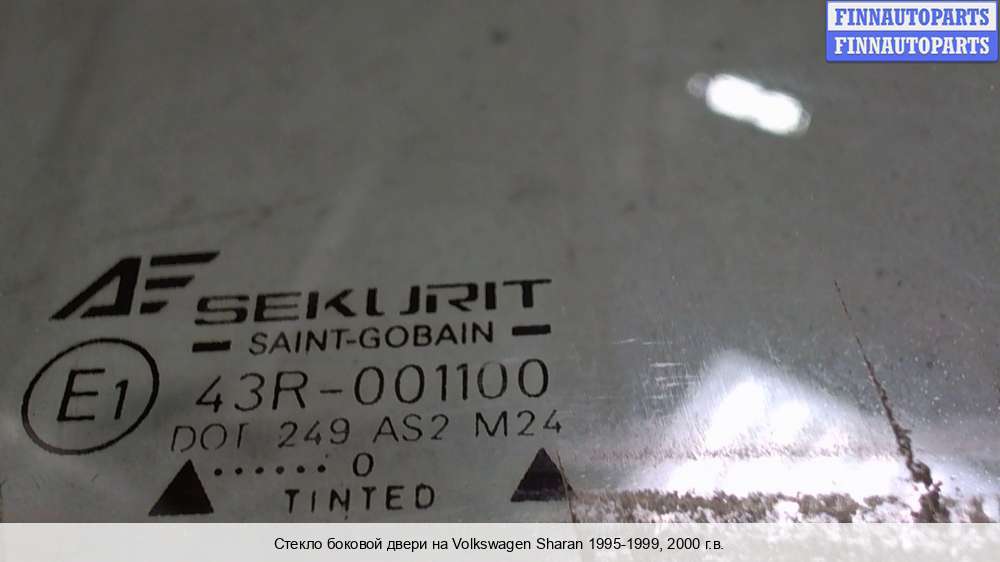 FINNAUTOPARTS
FINNAUTOPARTS
AF SEKURIT
SAINT-GOBAIN
E1 43R-001100
DOT 249 AS2 M24
......0
TINTED
Стекло боковой двери на Volkswagen Sharan 1995-1999, 2000 г.в.